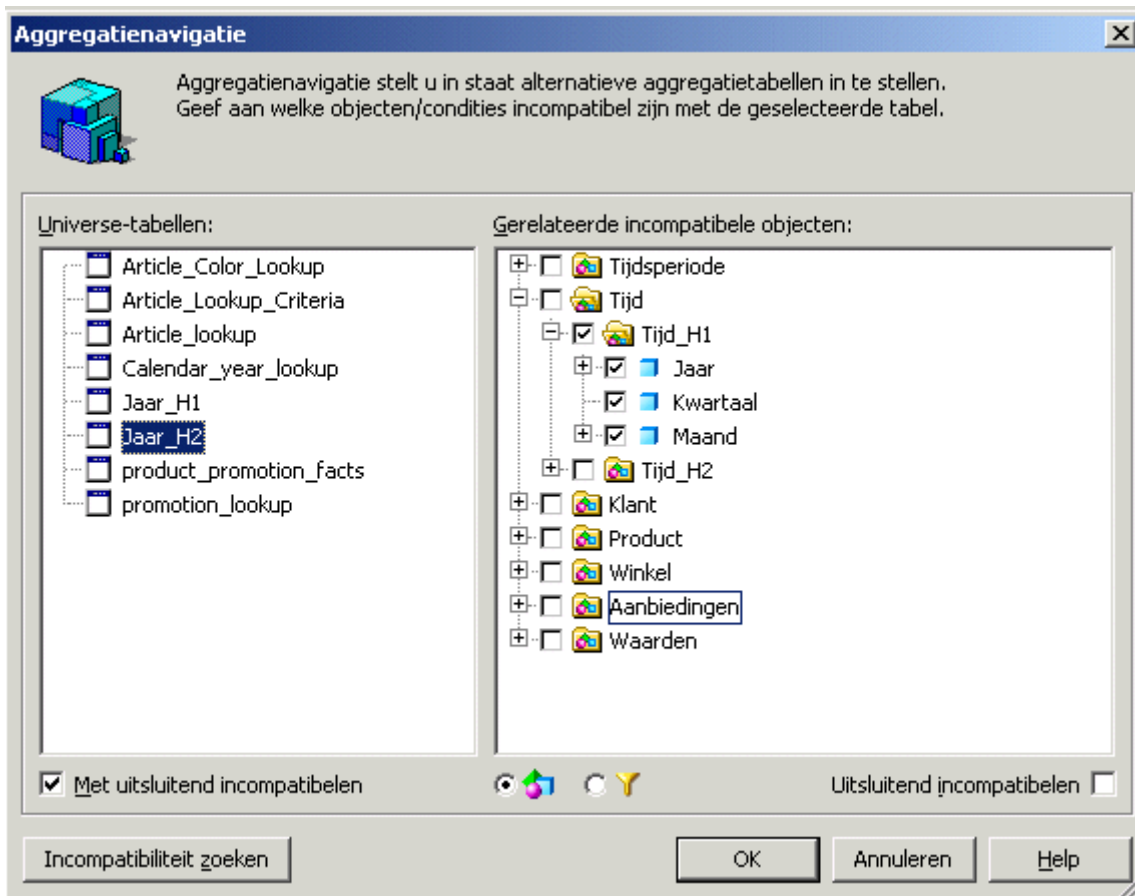 Aggregatienavigatie
Aggregatienavigatie stelt u in staat alternatieve aggregatietabellen in te stellen.
Geef aan welke objecten/condities incompatibel zijn met de geselecteerde tabel.
Universe-tabellen:
Article_Color_Lookup
Article_Lookup_Criteria
Article_lookup
Calendar_year_lookup
Jaar_H1
Jaar_H2
product_promotion_facts
promotion_lookup
Met uitsluitend incompatibelen
Gerelateerde incompatibele objecten:
Tijdsperiode
Tijd
Tijd_H1
Jaar
Kwartaal
Maand
Tijd_H2
Klant
Product
Winkel
Aanbiedingen
Waarden
Uitsluitend incompatibelen
Incompatibiliteit zoeken
OK
Annuleren
Help